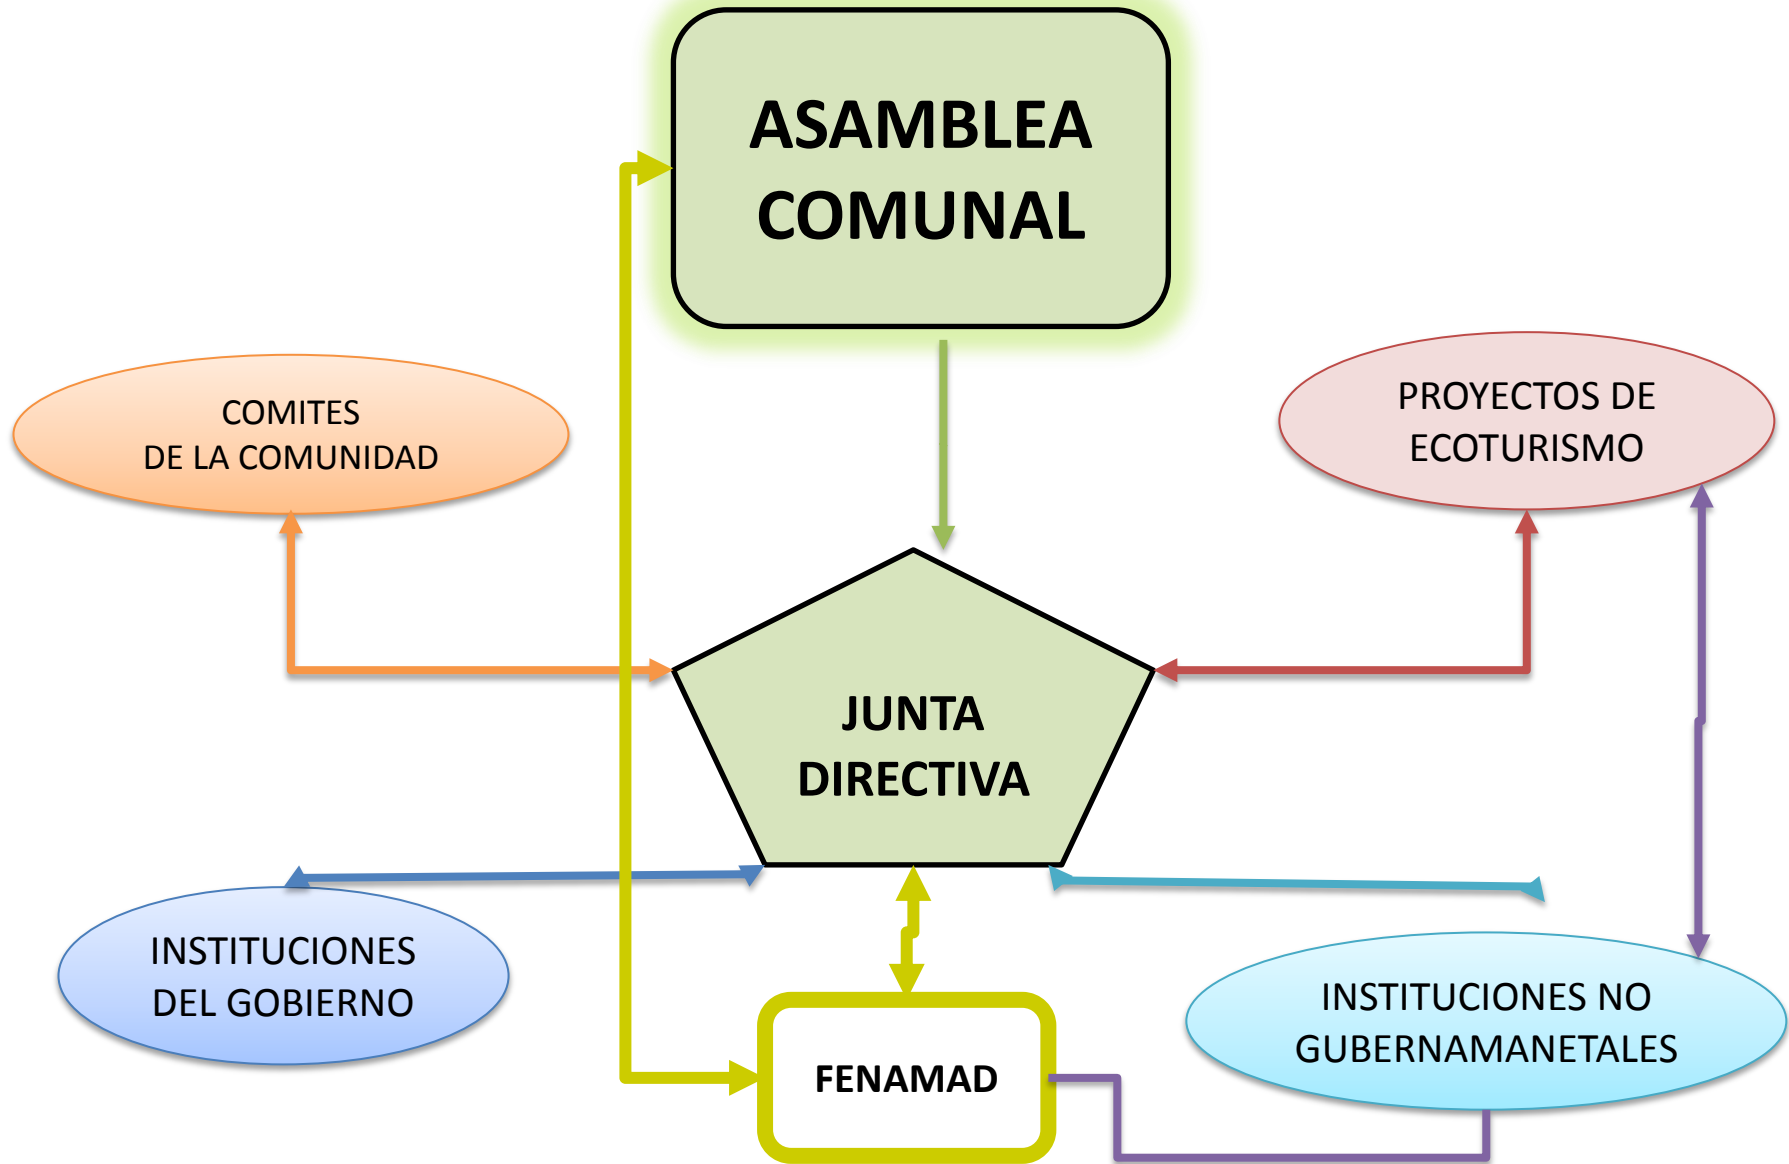 ASAMBLEA
COMUNAL
COMITES
DE LA COMUNIDAD
PROYECTOS DE
ECOTURISMO
JUNTA
DIRECTIVA
INSTITUCIONES
DEL GOBIERNO
INSTITUCIONES NO
GUBERNAMANETALES
FENAMAD